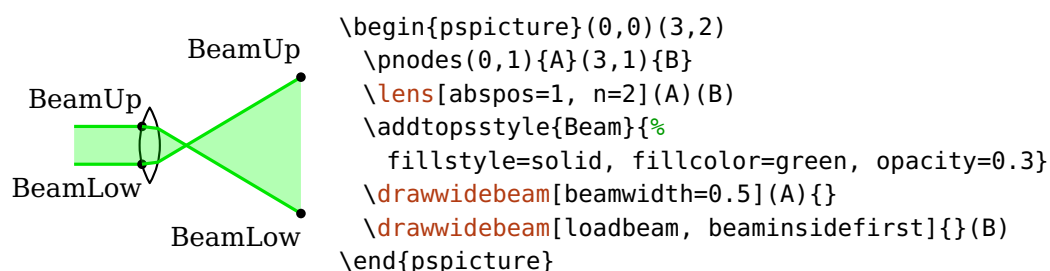 BeamUp
BeamUp
BeamLow
BeamLow
\begin{pspicture}(0,0)(3,2)
  \pnodes(0,1){A}(3,1){B}
  \lens[abspos=1, n=2](A)(B)
  \addtopsstyle{Beam}{%
    fillstyle=solid, fillcolor=green, opacity=0.3}
  \drawwidebeam[beamwidth=0.5](A){}
  \drawwidebeam[loadbeam, beaminsidefirst]{}(B)
\end{pspicture}